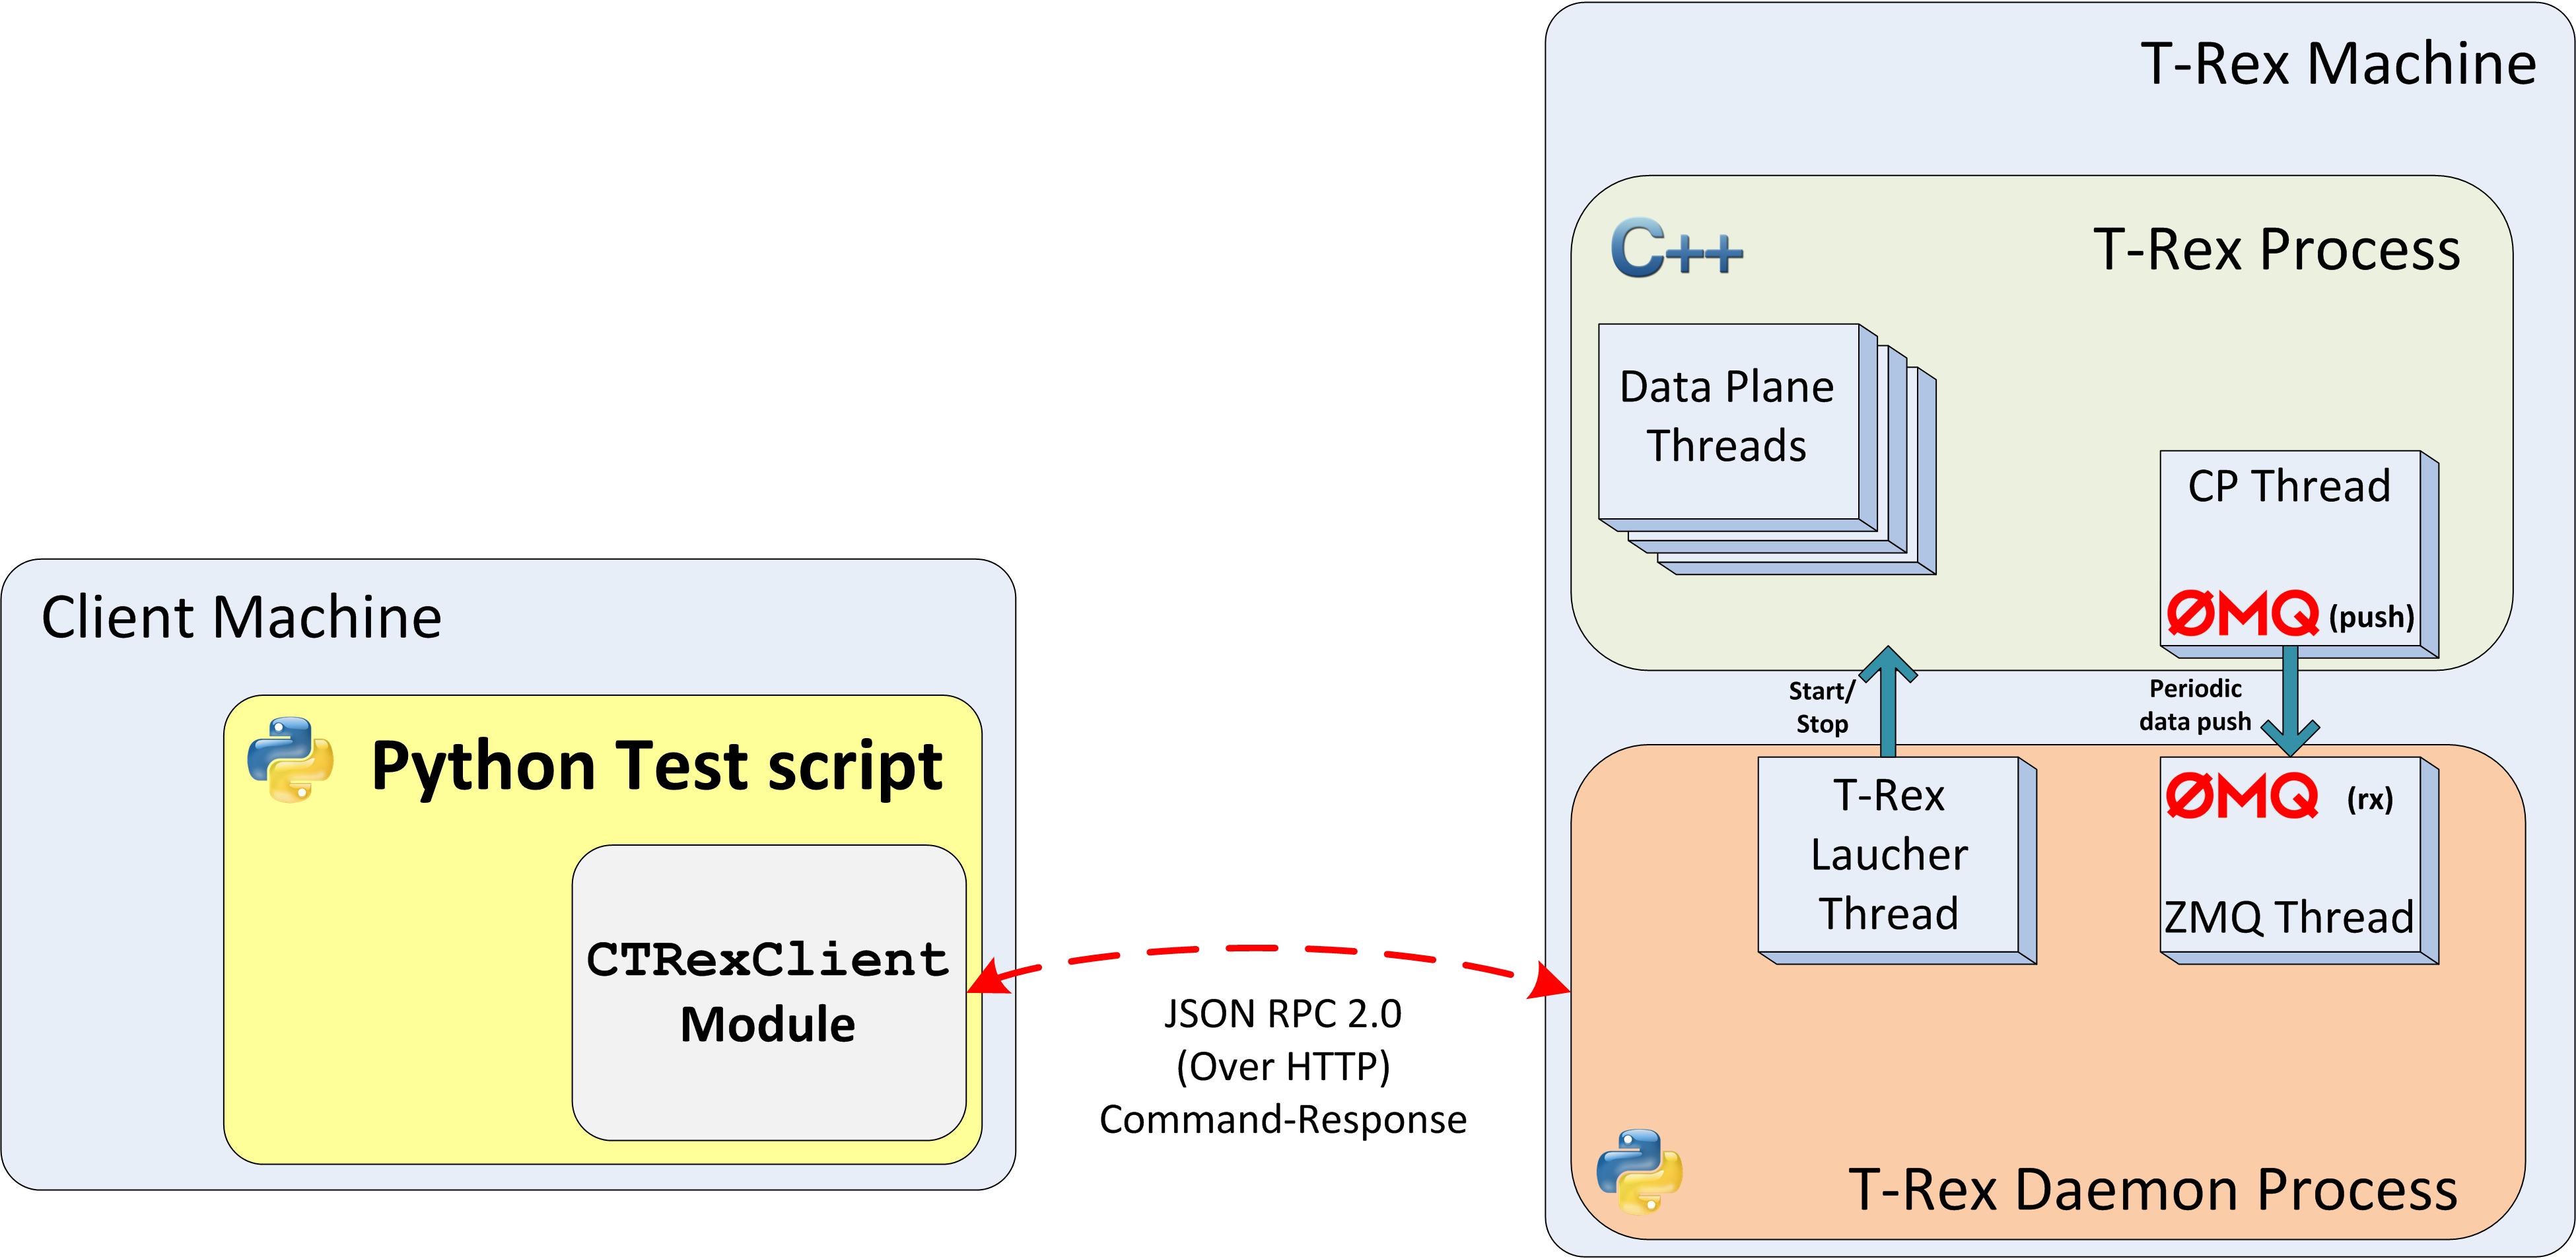 T-Rex Machine
C++
T-Rex Process
Data Plane
Threads
CP Thread
ØMQ (push)
Start/
Stop
Periodic
data push
T-Rex
Laucher
Thread
ØMQ (rx)
ZMQ Thread
T-Rex Daemon Process
Client Machine
Python Test script
CTRexClient
Module
JSON RPC 2.0
(Over HTTP)
Command-Response